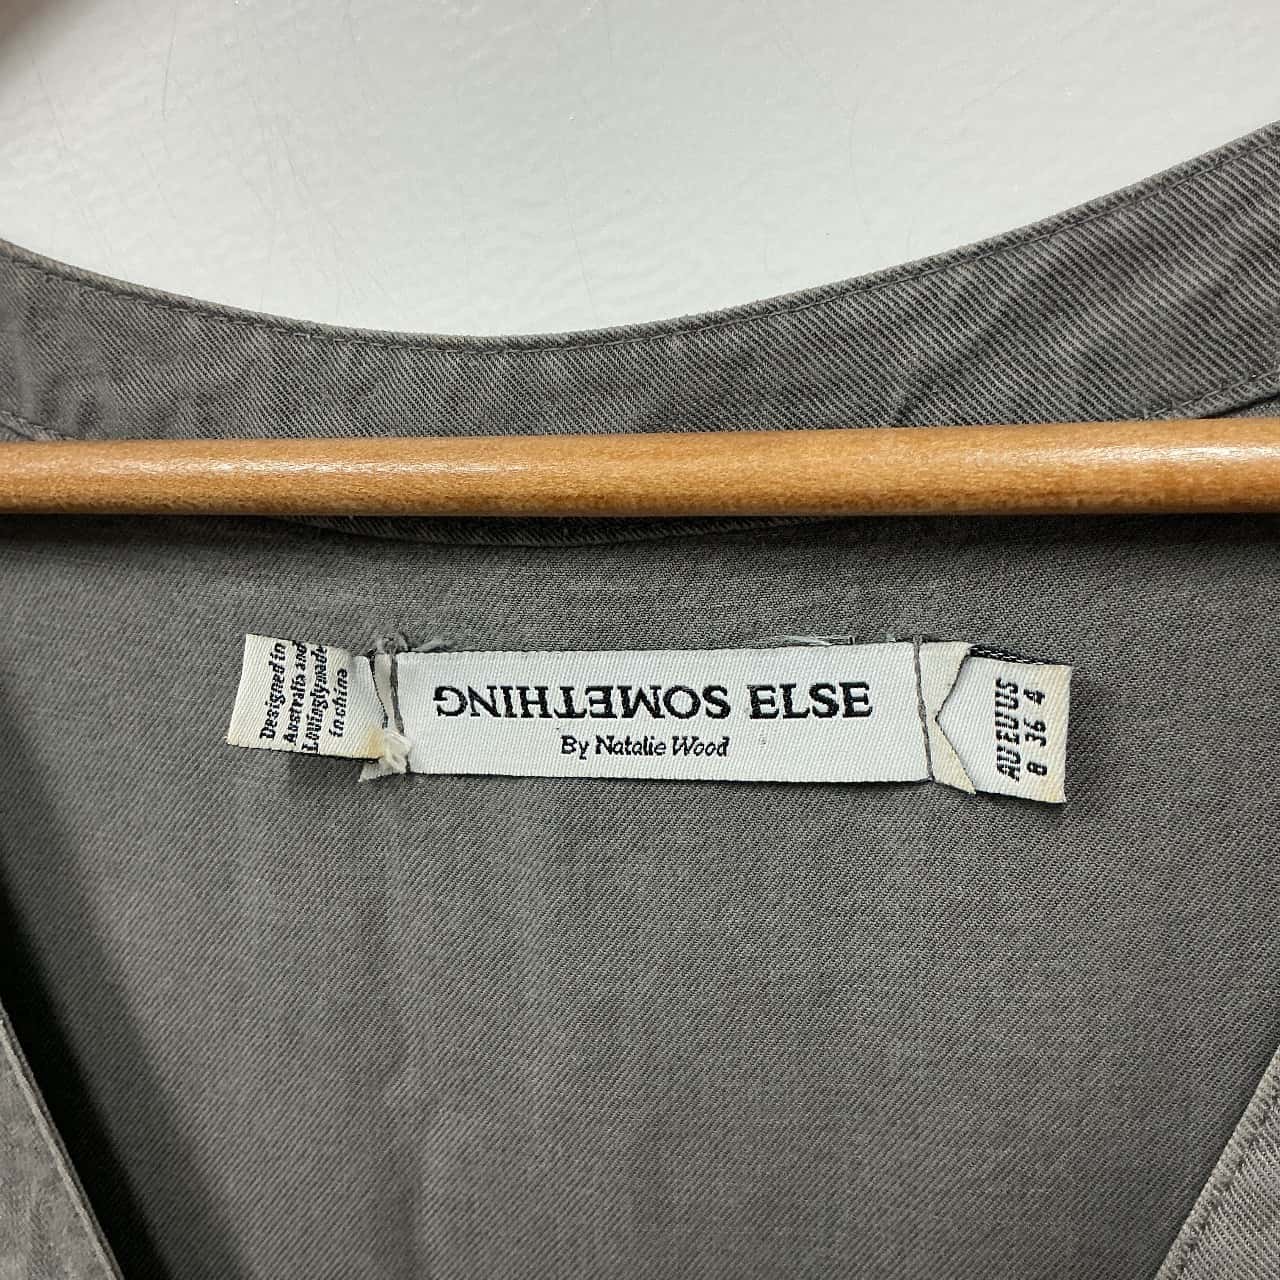 Designed in
Australia and
Lovingly made
in china
SOMETHING ELSE
By Natalie Wood
AU EU US
8 36 4